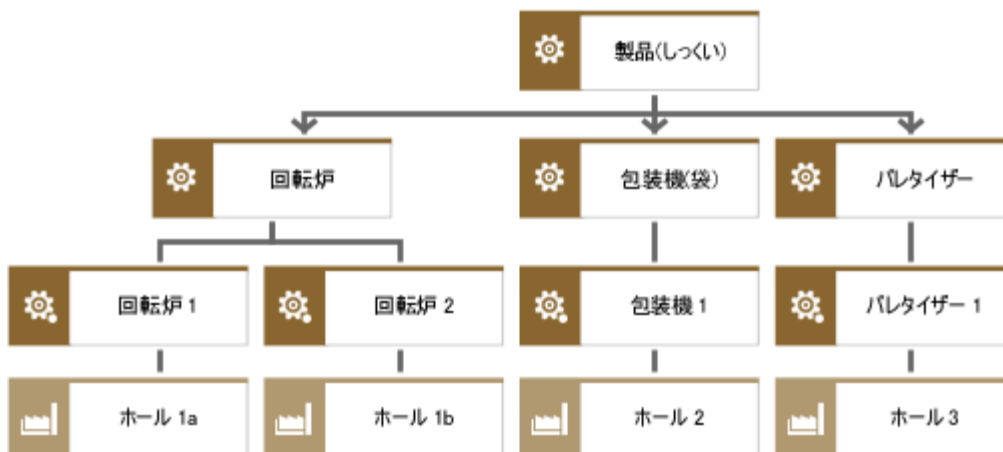 製品(しっくい)
回転炉
包装機(袋)
パレタイザー
回転炉 1
回転炉 2
包装機 1
パレタイザー 1
ホール 1a
ホール 1b
ホール 2
ホール 3